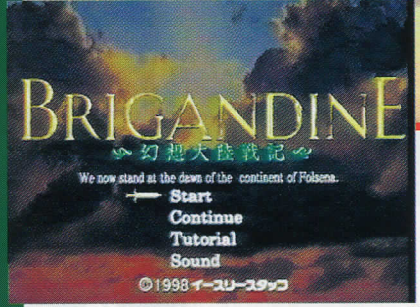 BRIGANDINE
幻想大陸戦記
We now stand at the dawn of the continent of Folsena.
Start
Continue
Tutorial
Sound
©1998 イースリースタッフ